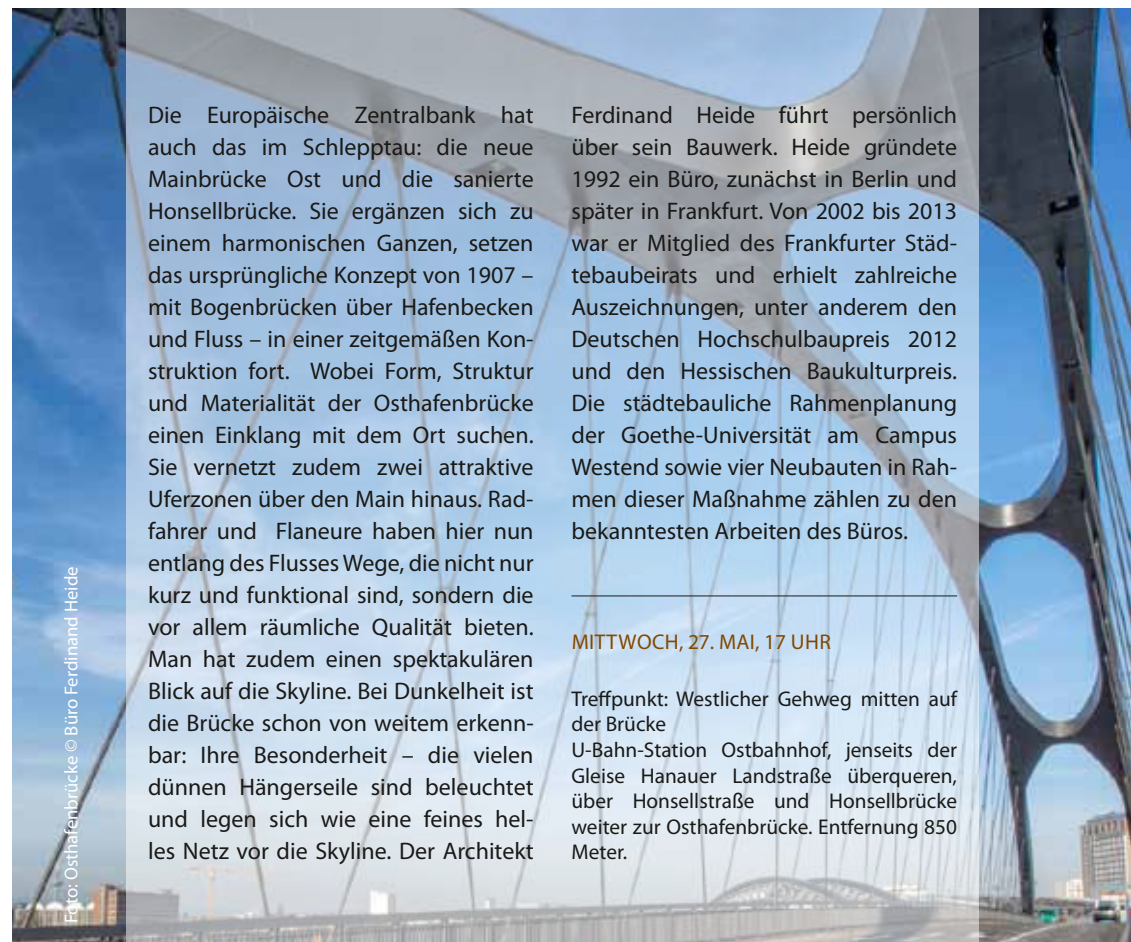 Die Europäische Zentralbank hat
auch das im Schlepptau: die neue
Mainbrücke Ost und die sanierte
Honsellbrücke. Sie ergänzen sich zu
einem harmonischen Ganzen, setzen
das ursprüngliche Konzept von 1907 –
mit Bogenbrücken über Hafenbecken
und Fluss – in einer zeitgemäßen Kon-
struktion fort.  Wobei Form, Struktur
und Materialität der Osthafenbrücke
einen Einklang mit dem Ort suchen.
Sie vernetzt zudem zwei attraktive
Uferzonen über den Main hinaus. Rad-
fahrer und  Flaneure haben hier nun
entlang des Flusses Wege, die nicht nur
kurz und funktional sind, sondern die
vor allem räumliche Qualität bieten.
Man hat zudem einen spektakulären
Blick auf die Skyline. Bei Dunkelheit ist
die Brücke schon von weitem erkenn-
bar: Ihre Besonderheit – die vielen
dünnen Hängerseile sind beleuchtet
und legen sich wie eine feines hel-
les Netz vor die Skyline. Der Architekt
Ferdinand Heide führt persönlich
über sein Bauwerk. Heide gründete
1992 ein Büro, zunächst in Berlin und
später in Frankfurt. Von 2002 bis 2013
war er Mitglied des Frankfurter Städ-
tebaubeirats und erhielt zahlreiche
Auszeichnungen, unter anderem den
Deutschen Hochschulbaupreis 2012
und den Hessischen Baukulturpreis.
Die städtebauliche Rahmenplanung
der Goethe-Universität am Campus
Westend sowie vier Neubauten in Rah-
men dieser Maßnahme zählen zu den
bekanntesten Arbeiten des Büros.
MITTWOCH, 27. MAI, 17 UHR
Treffpunkt: Westlicher Gehweg mitten auf
der Brücke
U-Bahn-Station Ostbahnhof, jenseits der
Gleise Hanauer Landstraße überqueren,
über Honsellstraße und Honsellbrücke
weiter zur Osthafenbrücke. Entfernung 850
Meter.
Foto: Osthafenbrücke © Büro Ferdinand Heide